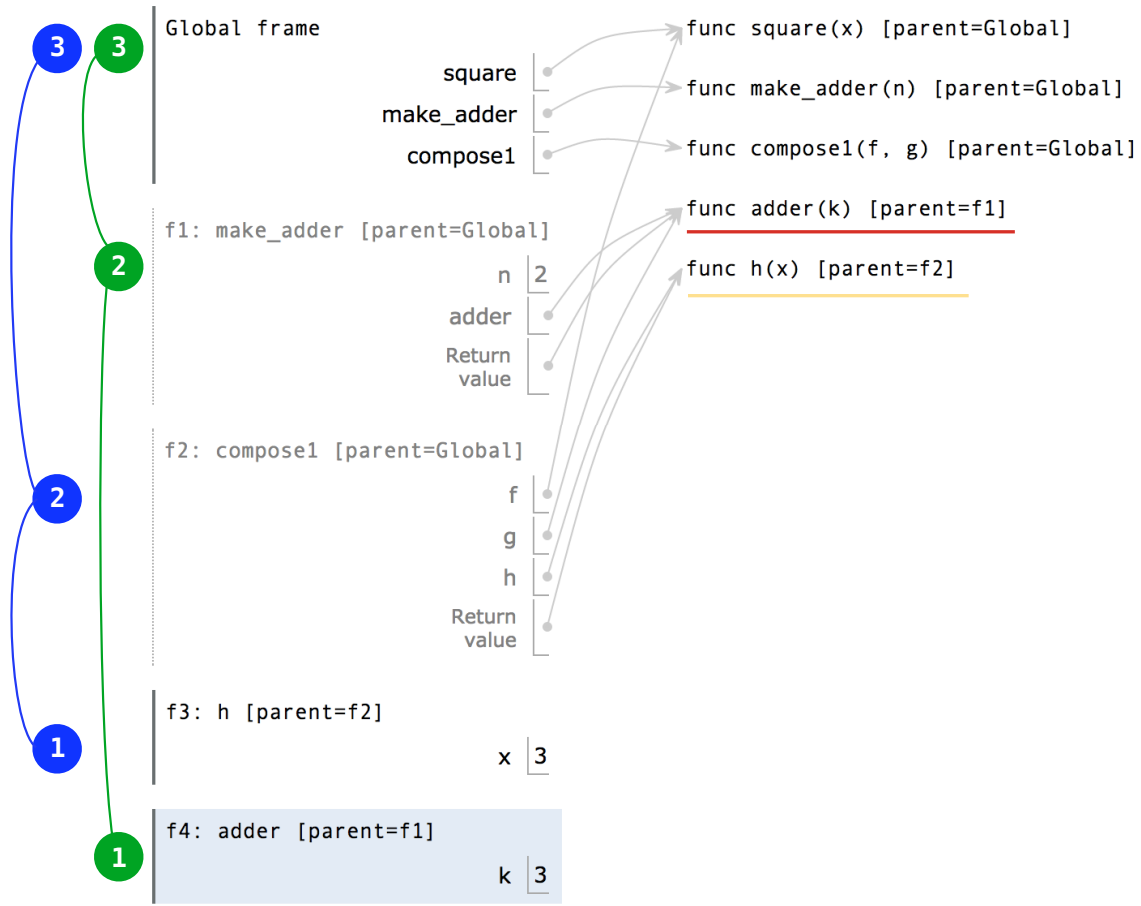 3 3 Global frame func square(x) [parent=Global]
square
make_adder func make_adder(n) [parent=Global]
compose1 func compose1(f, g) [parent=Global]
f1: make_adder [parent=Global] func adder(k) [parent=f1]
2 n 2 func h(x) [parent=f2]
adder
Return
value
f2: compose1 [parent=Global]
2 f
g
h
Return
value
f3: h [parent=f2]
1 x 3
f4: adder [parent=f1]
1 k 3